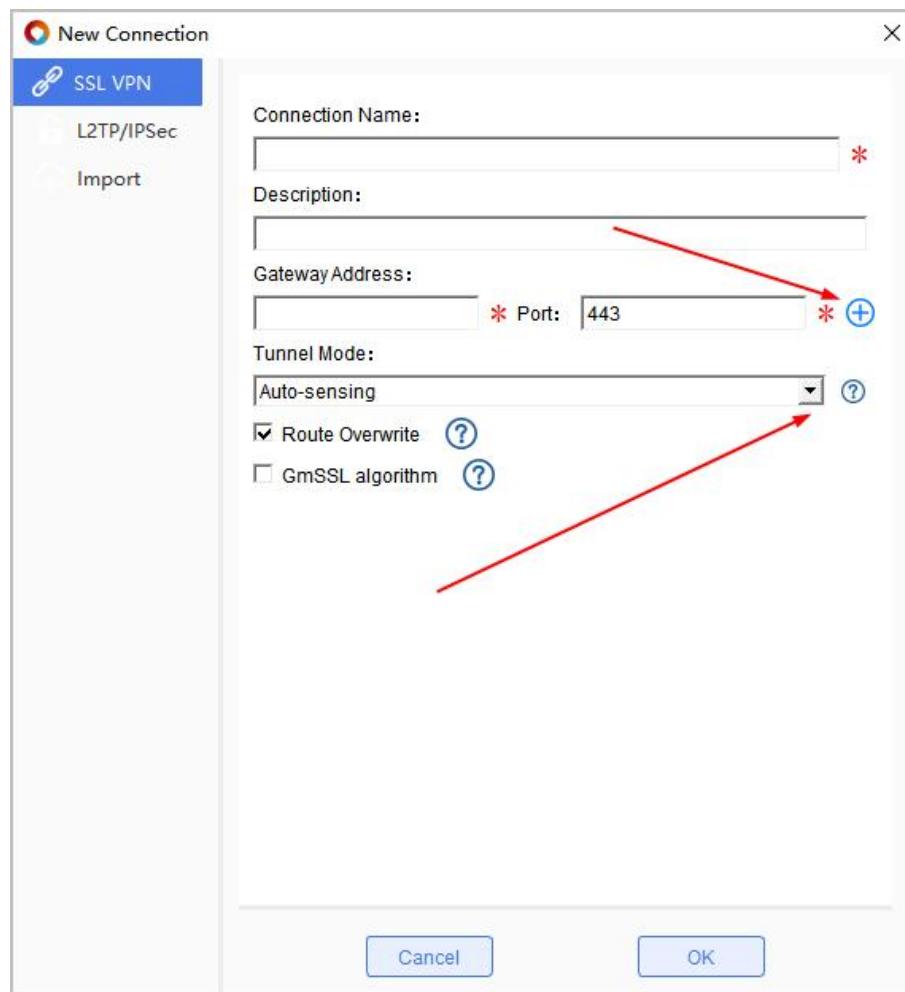 New Connection
SSL VPN
L2TP/IPSec
Import
Connection Name:
*
Description:
Gateway Address:
* Port: 443 *
Tunnel Mode:
Auto-sensing
Route Overwrite
GmSSL algorithm
Cancel OK